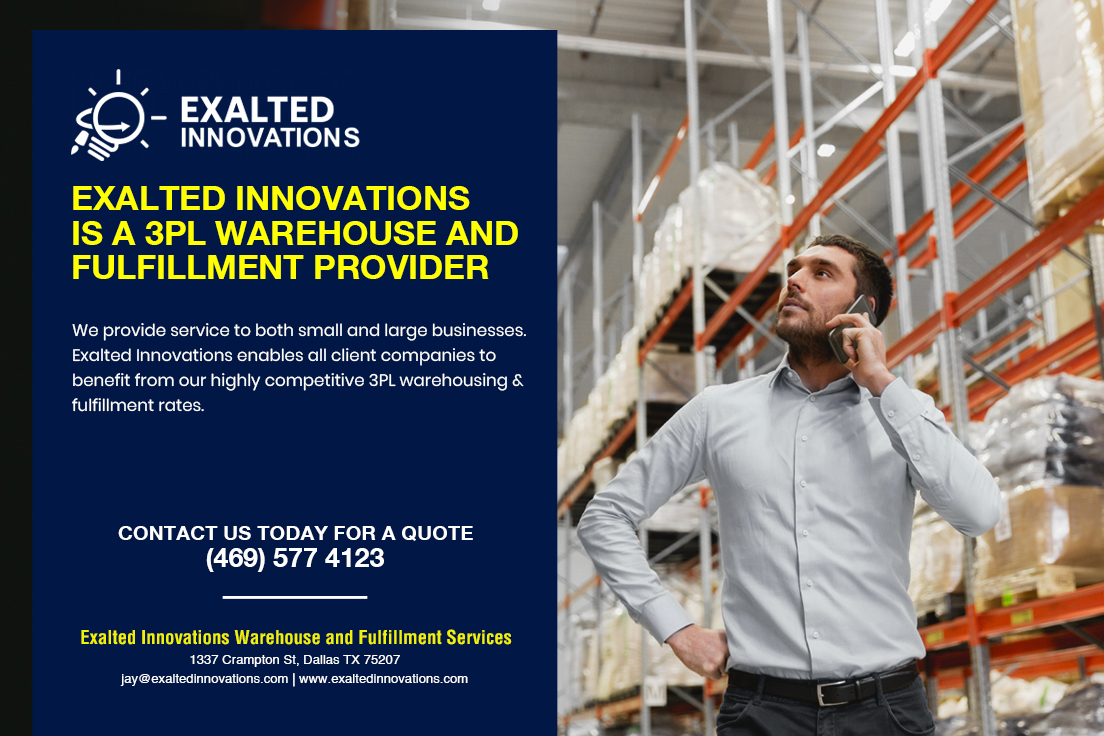 EXALTED
INNOVATIONS
EXALTED INNOVATIONS
IS A 3PL WAREHOUSE AND
FULFILLMENT PROVIDER
We provide service to both small and large businesses.
Exalted Innovations enables all client companies to
benefit from our highly competitive 3PL warehousing &
fulfillment rates.
CONTACT US TODAY FOR A QUOTE
(469) 577 4123
Exalted Innovations Warehouse and Fulfillment Services
1337 Crampton St, Dallas TX 75207
jay@exaltedinnovations.com | www.exaltedinnovations.com